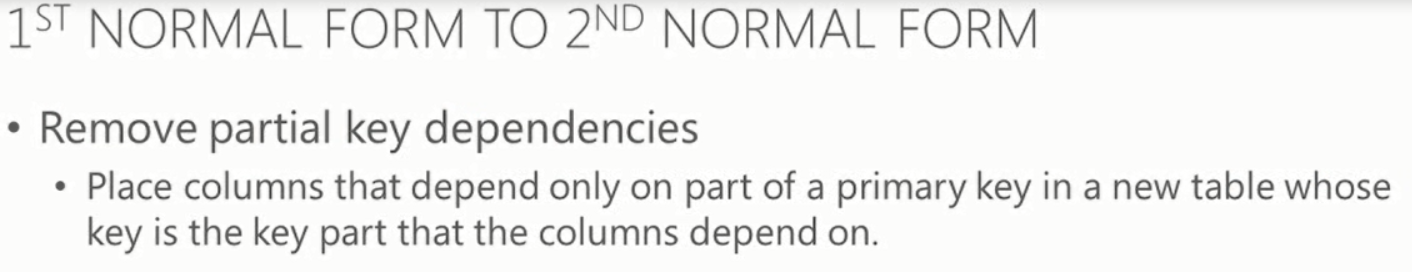 1ST NORMAL FORM TO 2ND NORMAL FORM
• Remove partial key dependencies
• Place columns that depend only on part of a primary key in a new table whose
key is the key part that the columns depend on.